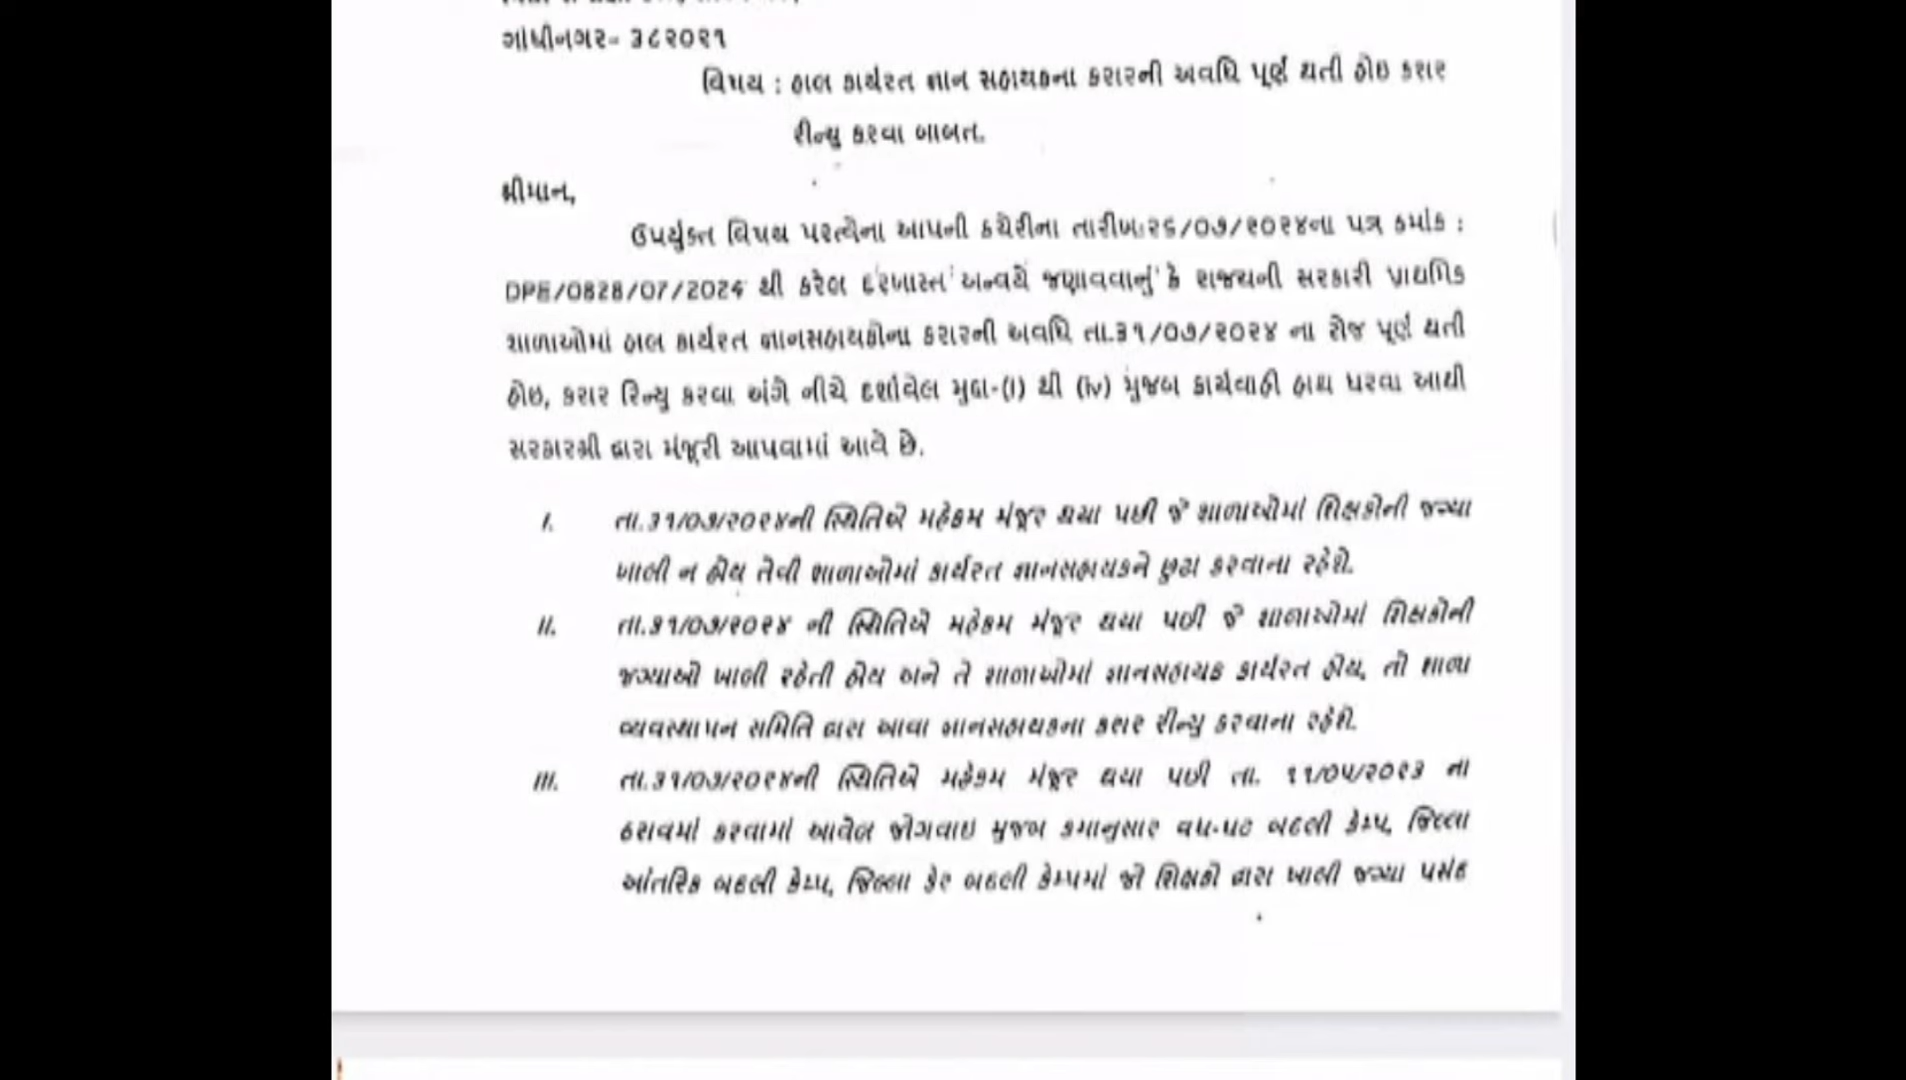 ગાંધીનગર- ૩૮૨૦૨૧
વિષય : હાલ કાર્યરત જ્ઞાન સહાયકના કરારની અવધિ પૂર્ણ થતી હોઇ કરાર
રીન્યુ કરવા બાબત.
શ્રીમાન,
ઉપર્યુક્ત વિષય પરત્વેના આપની કચેરીના તારીખ:૨૬/૦૭/૨૦૨૪ના પત્ર ક્રમાંક :
DPE/0828/07/2024 થી કરેલ દરખાસ્ત અન્વયે જણાવવાનું કે રાજ્યની સરકારી પ્રાથમિક
શાળાઓમાં હાલ કાર્યરત જ્ઞાનસહાયકોના કરારની અવધિ તા.૩૧/૦૭/૨૦૨૪ ના રોજ પૂર્ણ થતી
હોઇ, કરાર રિન્યુ કરવા અંગે નીચે દર્શાવેલ મુદ્દા-(i) થી (iv) મુજબ કાર્યવાહી હાથ ધરવા આથી
સરકારશ્રી દ્વારા મંજૂરી આપવામાં આવે છે.
I. તા.૩૧/૦૭/૨૦૨૪ની સ્થિતિએ મહેકમ મંજૂર થયા પછી જે શાળાઓમાં શિક્ષકોની જગ્યા
ખાલી ન હોય તેવી શાળાઓમાં કાર્યરત જ્ઞાનસહાયકને છુટા કરવાના રહેશે.
II. તા.૩૧/૦૭/૨૦૨૪ ની સ્થિતિએ મહેકમ મંજૂર થયા પછી જે શાળાઓમાં શિક્ષકોની
જગ્યાઓ ખાલી રહેતી હોય અને તે શાળાઓમાં જ્ઞાનસહાયક કાર્યરત હોય, તો શાળા
વ્યવસ્થાપન સમિતિ દ્વારા આવા જ્ઞાનસહાયકના કરાર રીન્યુ કરવાના રહેશે.
III. તા.૩૧/૦૭/૨૦૨૪ની સ્થિતિએ મહેકમ મંજૂર થયા પછી તા. ૧૧/૦૫/૨૦૨૩ ના
ઠરાવમાં કરવામાં આવેલ જોગવાઇ મુજબ ક્રમાનુસાર વધ-ઘટ બદલી કેમ્પ, જિલ્લા
આંતરિક બદલી કેમ્પ, જિલ્લા ફેર બદલી કેમ્પમાં જો શિક્ષકો દ્વારા ખાલી જગ્યા પસંદ